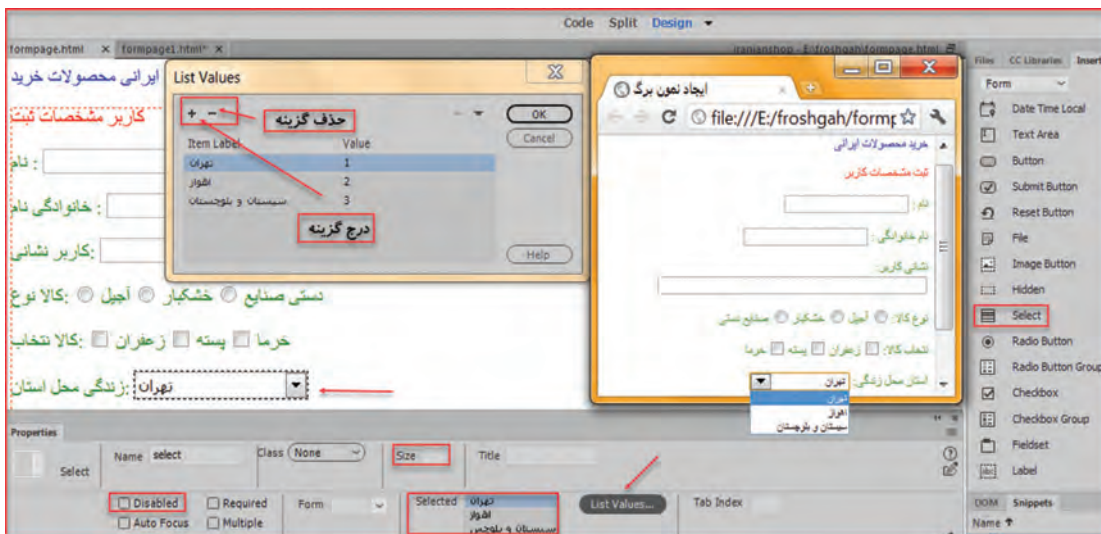 Code Split Design
formpage.html × formpage1.html* ×
iranianshop - E:\froshgah\formpage.html
ایرانی محصولات خرید
کاربر مشخصات ثبت
: نام
: خانوادگی نام
:کاربر نشانی
دستی صنایع خشکبار آجیل :کالا نوع
خرما پسته زعفران :کالا نتخاب
تهران :زندگی محل استان
List Values
+ -
حذف گزینه
OK
Cancel
Item Label Value
تهران 1
اهواز 2
سیستان و بلوچستان 3
درج گزینه
Help
ایجاد نمون برگ
file:///E:/froshgah/formp
خرید محصولات ایرانی
ثبت مشخصات کاربر
نام :
نام خانوادگی :
نشانی کاربر:
نوع کالا: آجیل خشکبار صنایع دستی
نتخاب کالا: زعفران پسته خرما
استان محل زندگی: تهران
تهران
اهواز
سیستان و بلوچستان
Files CC Libraries Insert
Form
Date Time Local
Text Area
Button
Submit Button
Reset Button
File
Image Button
Hidden
Select
Radio Button
Radio Button Group
Checkbox
Checkbox Group
Fieldset
Label
DOM Snippets
Name
Properties
Select
Name select
Class None
Size
Title
Disabled Required
Form
Selected تهران
اهواز
سیستان و بلوچس
List Values...
Tab Index
Auto Focus Multiple